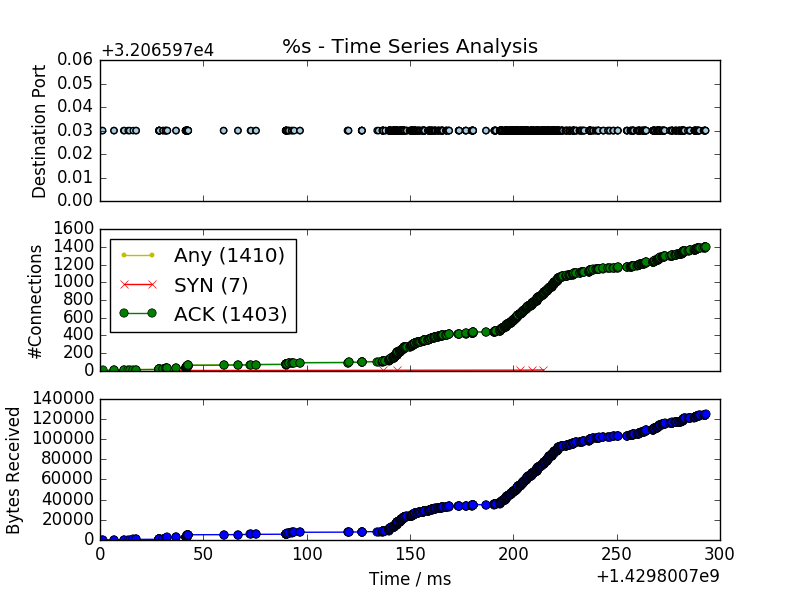 +3.206597e4
%s - Time Series Analysis
0.06
0.05
0.04
0.03
0.02
0.01
0.00
Destination Port
1600
1400
1200
1000
800
600
400
200
0
#Connections
Any (1410)
SYN (7)
ACK (1403)
140000
120000
100000
80000
60000
40000
20000
0
Bytes Received
0 50 100 150 200 250 300
Time / ms
+1.4298007e9